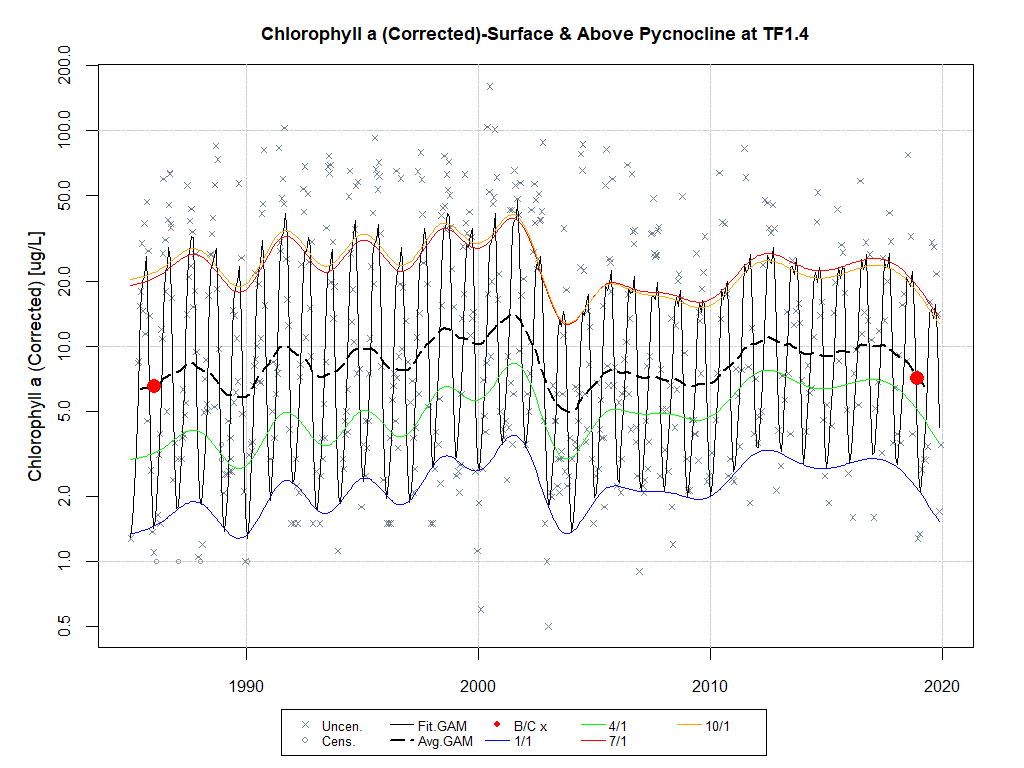 Chlorophyll a (Corrected)-Surface & Above Pycnocline at TF1.4
Chlorophyll a (Corrected) [ug/L]
200.0
100.0
50.0
20.0
10.0
5.0
2.0
1.0
0.5
1990 2000 2010 2020
Uncen. Fit.GAM B/C x 4/1 10/1
Cens. Avg.GAM 1/1 7/1